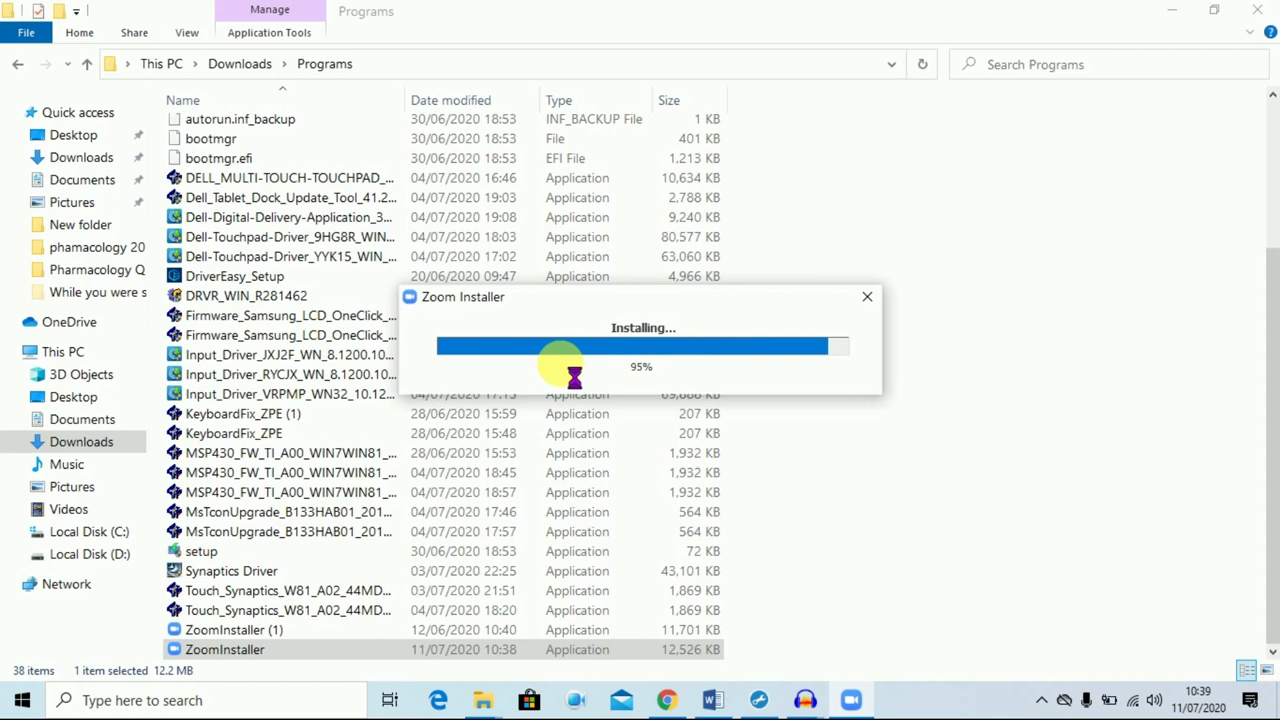 Manage
Programs
File
Home
Share
View
Application Tools
This PC
Downloads
Programs
Search Programs
Name
Date modified
Type
Size
Quick access
Desktop
Downloads
Documents
Pictures
New folder
phamacology 20
Pharmacology Q
While you were s
OneDrive
This PC
3D Objects
Desktop
Documents
Downloads
Music
Pictures
Videos
Local Disk (C:)
Local Disk (D:)
Network
autorun.inf_backup 30/06/2020 18:53 INF_BACKUP File 1 KB
bootmgr 30/06/2020 18:53 File 401 KB
bootmgr.efi 30/06/2020 18:53 EFI File 1,213 KB
DELL_MULTI-TOUCH-TOUCHPAD_... 04/07/2020 16:46 Application 10,634 KB
Dell_Tablet_Dock_Update_Tool_41.2... 04/07/2020 19:03 Application 2,788 KB
Dell-Digital-Delivery-Application_3... 04/07/2020 19:08 Application 9,240 KB
Dell-Touchpad-Driver_9HG8R_WIN... 04/07/2020 18:03 Application 80,577 KB
Dell-Touchpad-Driver_YYK15_WIN_... 04/07/2020 17:02 Application 63,060 KB
DriverEasy_Setup 20/06/2020 09:47 Application 4,966 KB
DRVR_WIN_R281462
Firmware_Samsung_LCD_OneClick_...
Firmware_Samsung_LCD_OneClick_...
Input_Driver_JXJ2F_WN_8.1200.10...
Input_Driver_RYCJX_WN_8.1200.10...
Input_Driver_VRPMP_WN32_10.12... Application
KeyboardFix_ZPE (1) 28/06/2020 15:59 Application 207 KB
KeyboardFix_ZPE 28/06/2020 15:48 Application 207 KB
MSP430_FW_TI_A00_WIN7WIN81_... 28/06/2020 15:53 Application 1,932 KB
MSP430_FW_TI_A00_WIN7WIN81_... 04/07/2020 18:45 Application 1,932 KB
MSP430_FW_TI_A00_WIN7WIN81_... 04/07/2020 18:57 Application 1,932 KB
MsTconUpgrade_B133HAB01_201... 04/07/2020 17:46 Application 564 KB
MsTconUpgrade_B133HAB01_201... 04/07/2020 17:57 Application 564 KB
setup 30/06/2020 18:53 Application 72 KB
Synaptics Driver 03/07/2020 22:25 Application 43,101 KB
Touch_Synaptics_W81_A02_44MD... 03/07/2020 21:51 Application 1,869 KB
Touch_Synaptics_W81_A02_44MD... 04/07/2020 18:20 Application 1,869 KB
ZoomInstaller (1) 12/06/2020 10:40 Application 11,701 KB
ZoomInstaller 11/07/2020 10:38 Application 12,526 KB
Zoom Installer
Installing...
95%
38 items
1 item selected 12.2 MB
Type here to search
10:39
11/07/2020